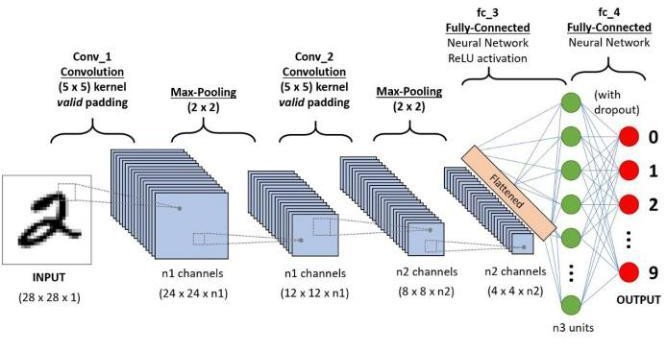 fc_3
Fully-Connected
Neural Network
ReLU activation
fc_4
Fully-Connected
Neural Network
Conv_1
Convolution
(5 x 5) kernel
valid padding
Max-Pooling
(2 x 2)
Conv_2
Convolution
(5 x 5) kernel
valid padding
Max-Pooling
(2 x 2)
(with
dropout)
Flattened
0
1
2
9
OUTPUT
2
INPUT
(28 x 28 x 1)
n1 channels
(24 x 24 x n1)
n1 channels
(12 x 12 x n1)
n2 channels
(8 x 8 x n2)
n2 channels
(4 x 4 x n2)
n3 units